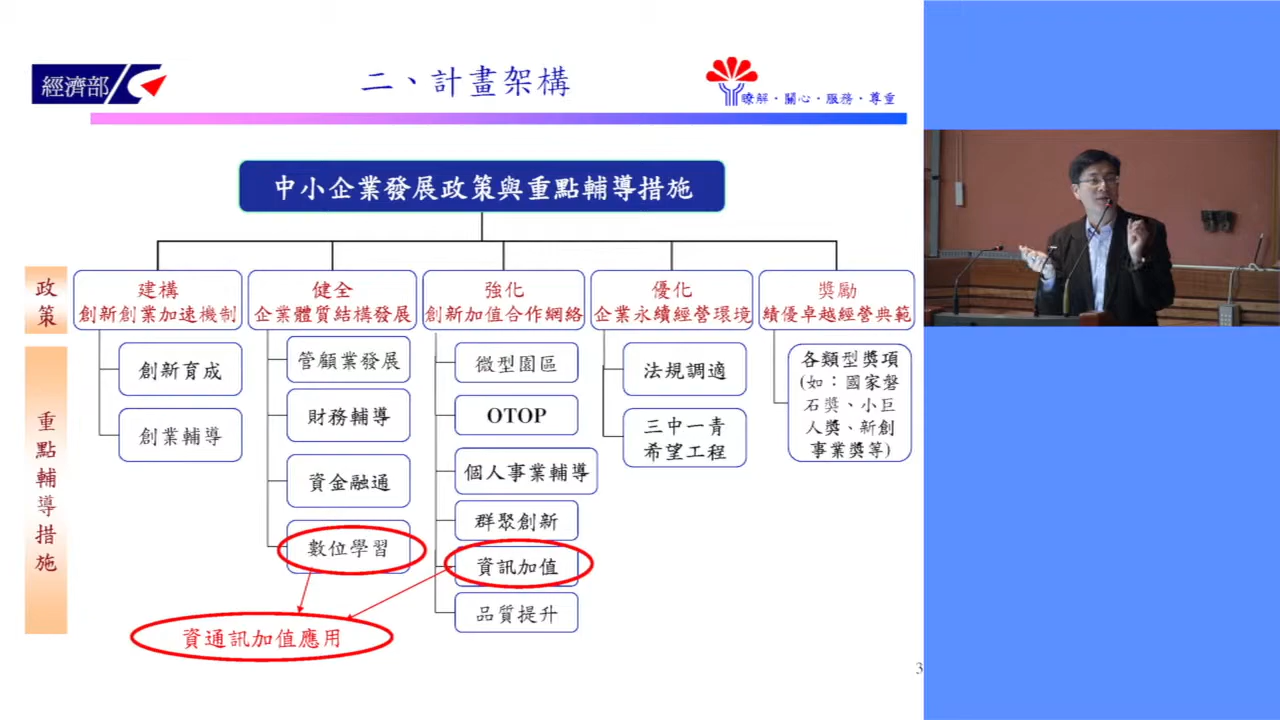 經濟部
二、計畫架構
瞭解・關心・服務・尊重
中小企業發展政策與重點輔導措施
政策
建構
創新創業加速機制
健全
企業體質結構發展
強化
創新加值合作網絡
優化
企業永續經營環境
獎勵
績優卓越經營典範
重點輔導措施
創新育成
創業輔導
管顧業發展
財務輔導
資金融通
數位學習
微型園區
OTOP
個人事業輔導
群聚創新
資訊加值
品質提升
法規調適
三中一青
希望工程
各類型獎項
(如：國家磐
石獎、小巨
人獎、新創
事業獎等)
資通訊加值應用
3